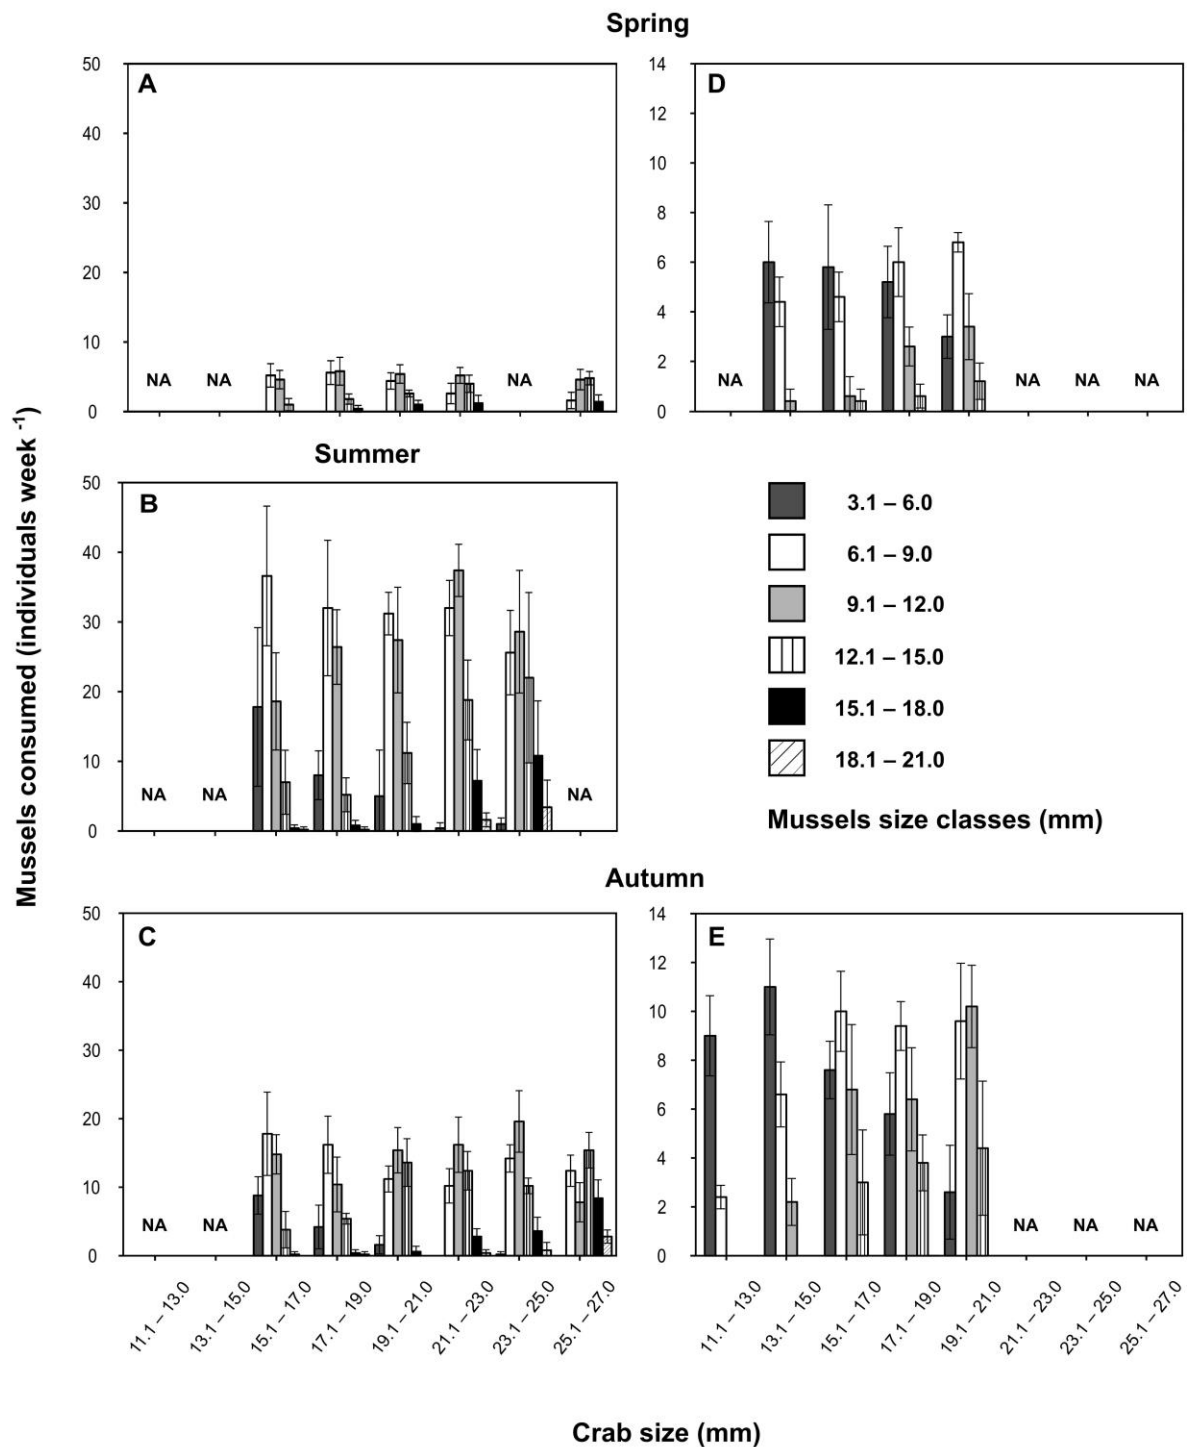 Spring
A
50
40
30
20
10
0
NA NA NA
D
14
12
10
8
6
4
2
0
NA NA NA NA
Mussels consumed (individuals week -1)
Summer
B
50
40
30
20
10
0
NA NA NA
3.1 – 6.0
6.1 – 9.0
9.1 – 12.0
12.1 – 15.0
15.1 – 18.0
18.1 – 21.0
Mussels size classes (mm)
Autumn
C
50
40
30
20
10
0
NA NA
11.1 – 13.0
13.1 – 15.0
15.1 – 17.0
17.1 – 19.0
19.1 – 21.0
21.1 – 23.0
23.1 – 25.0
25.1 – 27.0
E
14
12
10
8
6
4
2
0
NA NA NA
11.1 – 13.0
13.1 – 15.0
15.1 – 17.0
17.1 – 19.0
19.1 – 21.0
21.1 – 23.0
23.1 – 25.0
25.1 – 27.0
Crab size (mm)